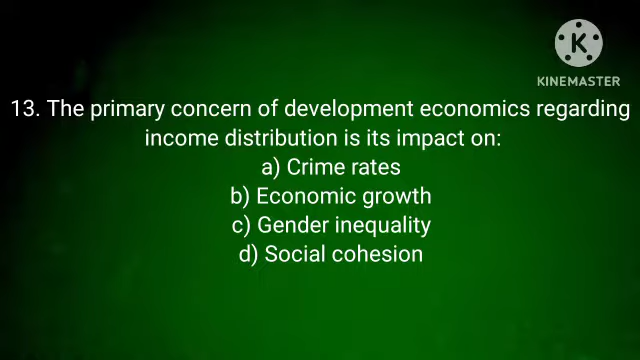 K
KINEMASTER
13. The primary concern of development economics regarding
income distribution is its impact on:
a) Crime rates
b) Economic growth
c) Gender inequality
d) Social cohesion